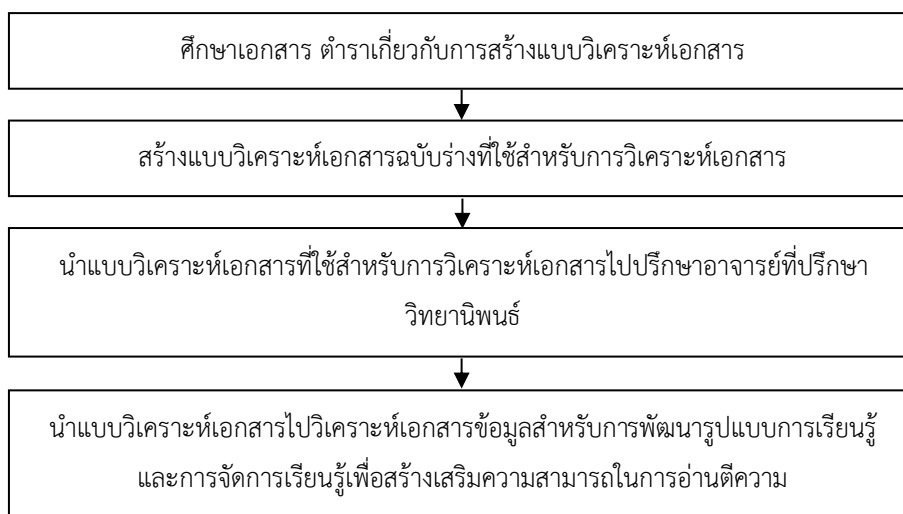 ศึกษาเอกสาร ตำราเกี่ยวกับการสร้างแบบวิเคราะห์เอกสาร
สร้างแบบวิเคราะห์เอกสารฉบับร่างที่ใช้สำหรับการวิเคราะห์เอกสาร
นำแบบวิเคราะห์เอกสารที่ใช้สำหรับการวิเคราะห์เอกสารไปปรึกษาอาจารย์ที่ปรึกษา
วิทยานิพนธ์
นำแบบวิเคราะห์เอกสารไปวิเคราะห์เอกสารข้อมูลสำหรับการพัฒนารูปแบบการเรียนรู้
และการจัดการเรียนรู้เพื่อสร้างเสริมความสามารถในการอ่านตีความ